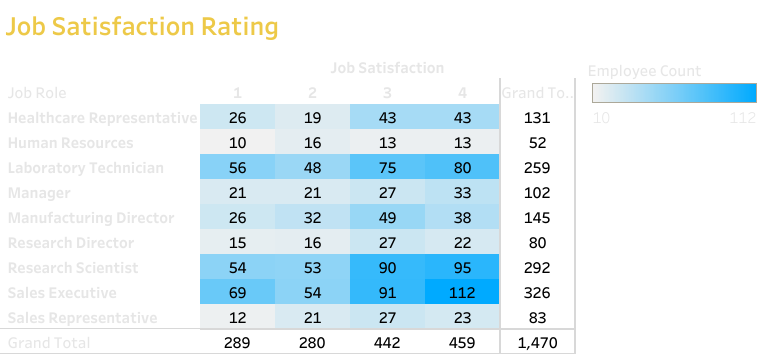 Job Satisfaction Rating
Job Satisfaction
Employee Count
Job Role 1 2 3 4 Grand To..
10 112
Healthcare Representative 26 19 43 43 131
Human Resources 10 16 13 13 52
Laboratory Technician 56 48 75 80 259
Manager 21 21 27 33 102
Manufacturing Director 26 32 49 38 145
Research Director 15 16 27 22 80
Research Scientist 54 53 90 95 292
Sales Executive 69 54 91 112 326
Sales Representative 12 21 27 23 83
Grand Total 289 280 442 459 1,470